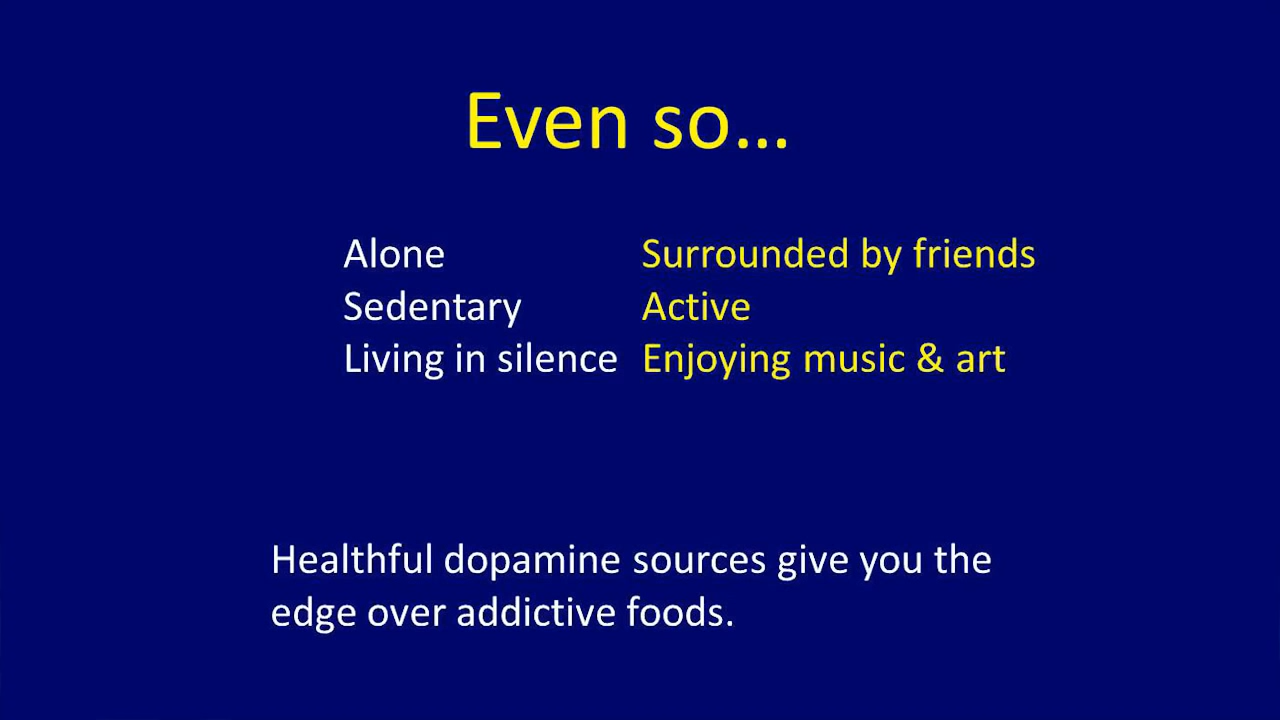 Even so...
Alone Surrounded by friends
Sedentary Active
Living in silence Enjoying music & art
Healthful dopamine sources give you the
edge over addictive foods.